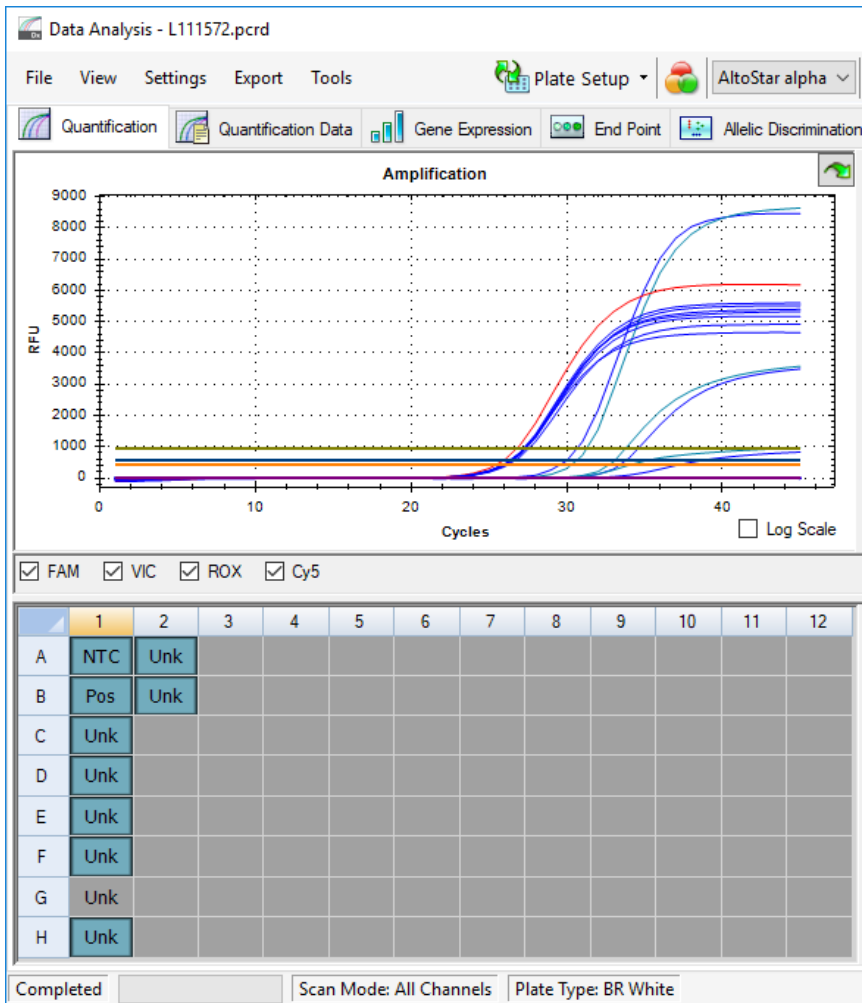 Data Analysis - L111572.pcrd
File View Settings Export Tools Plate Setup AltoStar alpha
Quantification Quantification Data Gene Expression End Point Allelic Discrimination
Amplification
9000
8000
7000
6000
5000
4000
3000
2000
1000
0
RFU
0 10 20 30 40
Cycles
Log Scale
FAM VIC ROX Cy5
1 2 3 4 5 6 7 8 9 10 11 12
A NTC Unk
B Pos Unk
C Unk
D Unk
E Unk
F Unk
G Unk
H Unk
Completed Scan Mode: All Channels Plate Type: BR White